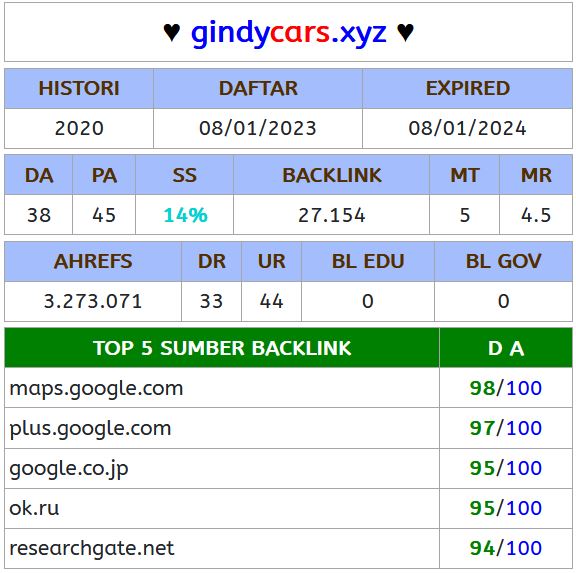 ♥ gindycars.xyz ♥
HISTORI DAFTAR EXPIRED
2020 08/01/2023 08/01/2024
DA PA SS BACKLINK MT MR
38 45 14% 27.154 5 4.5
AHREFS DR UR BL EDU BL GOV
3.273.071 33 44 0 0
TOP 5 SUMBER BACKLINK D A
maps.google.com 98/100
plus.google.com 97/100
google.co.jp 95/100
ok.ru 95/100
researchgate.net 94/100